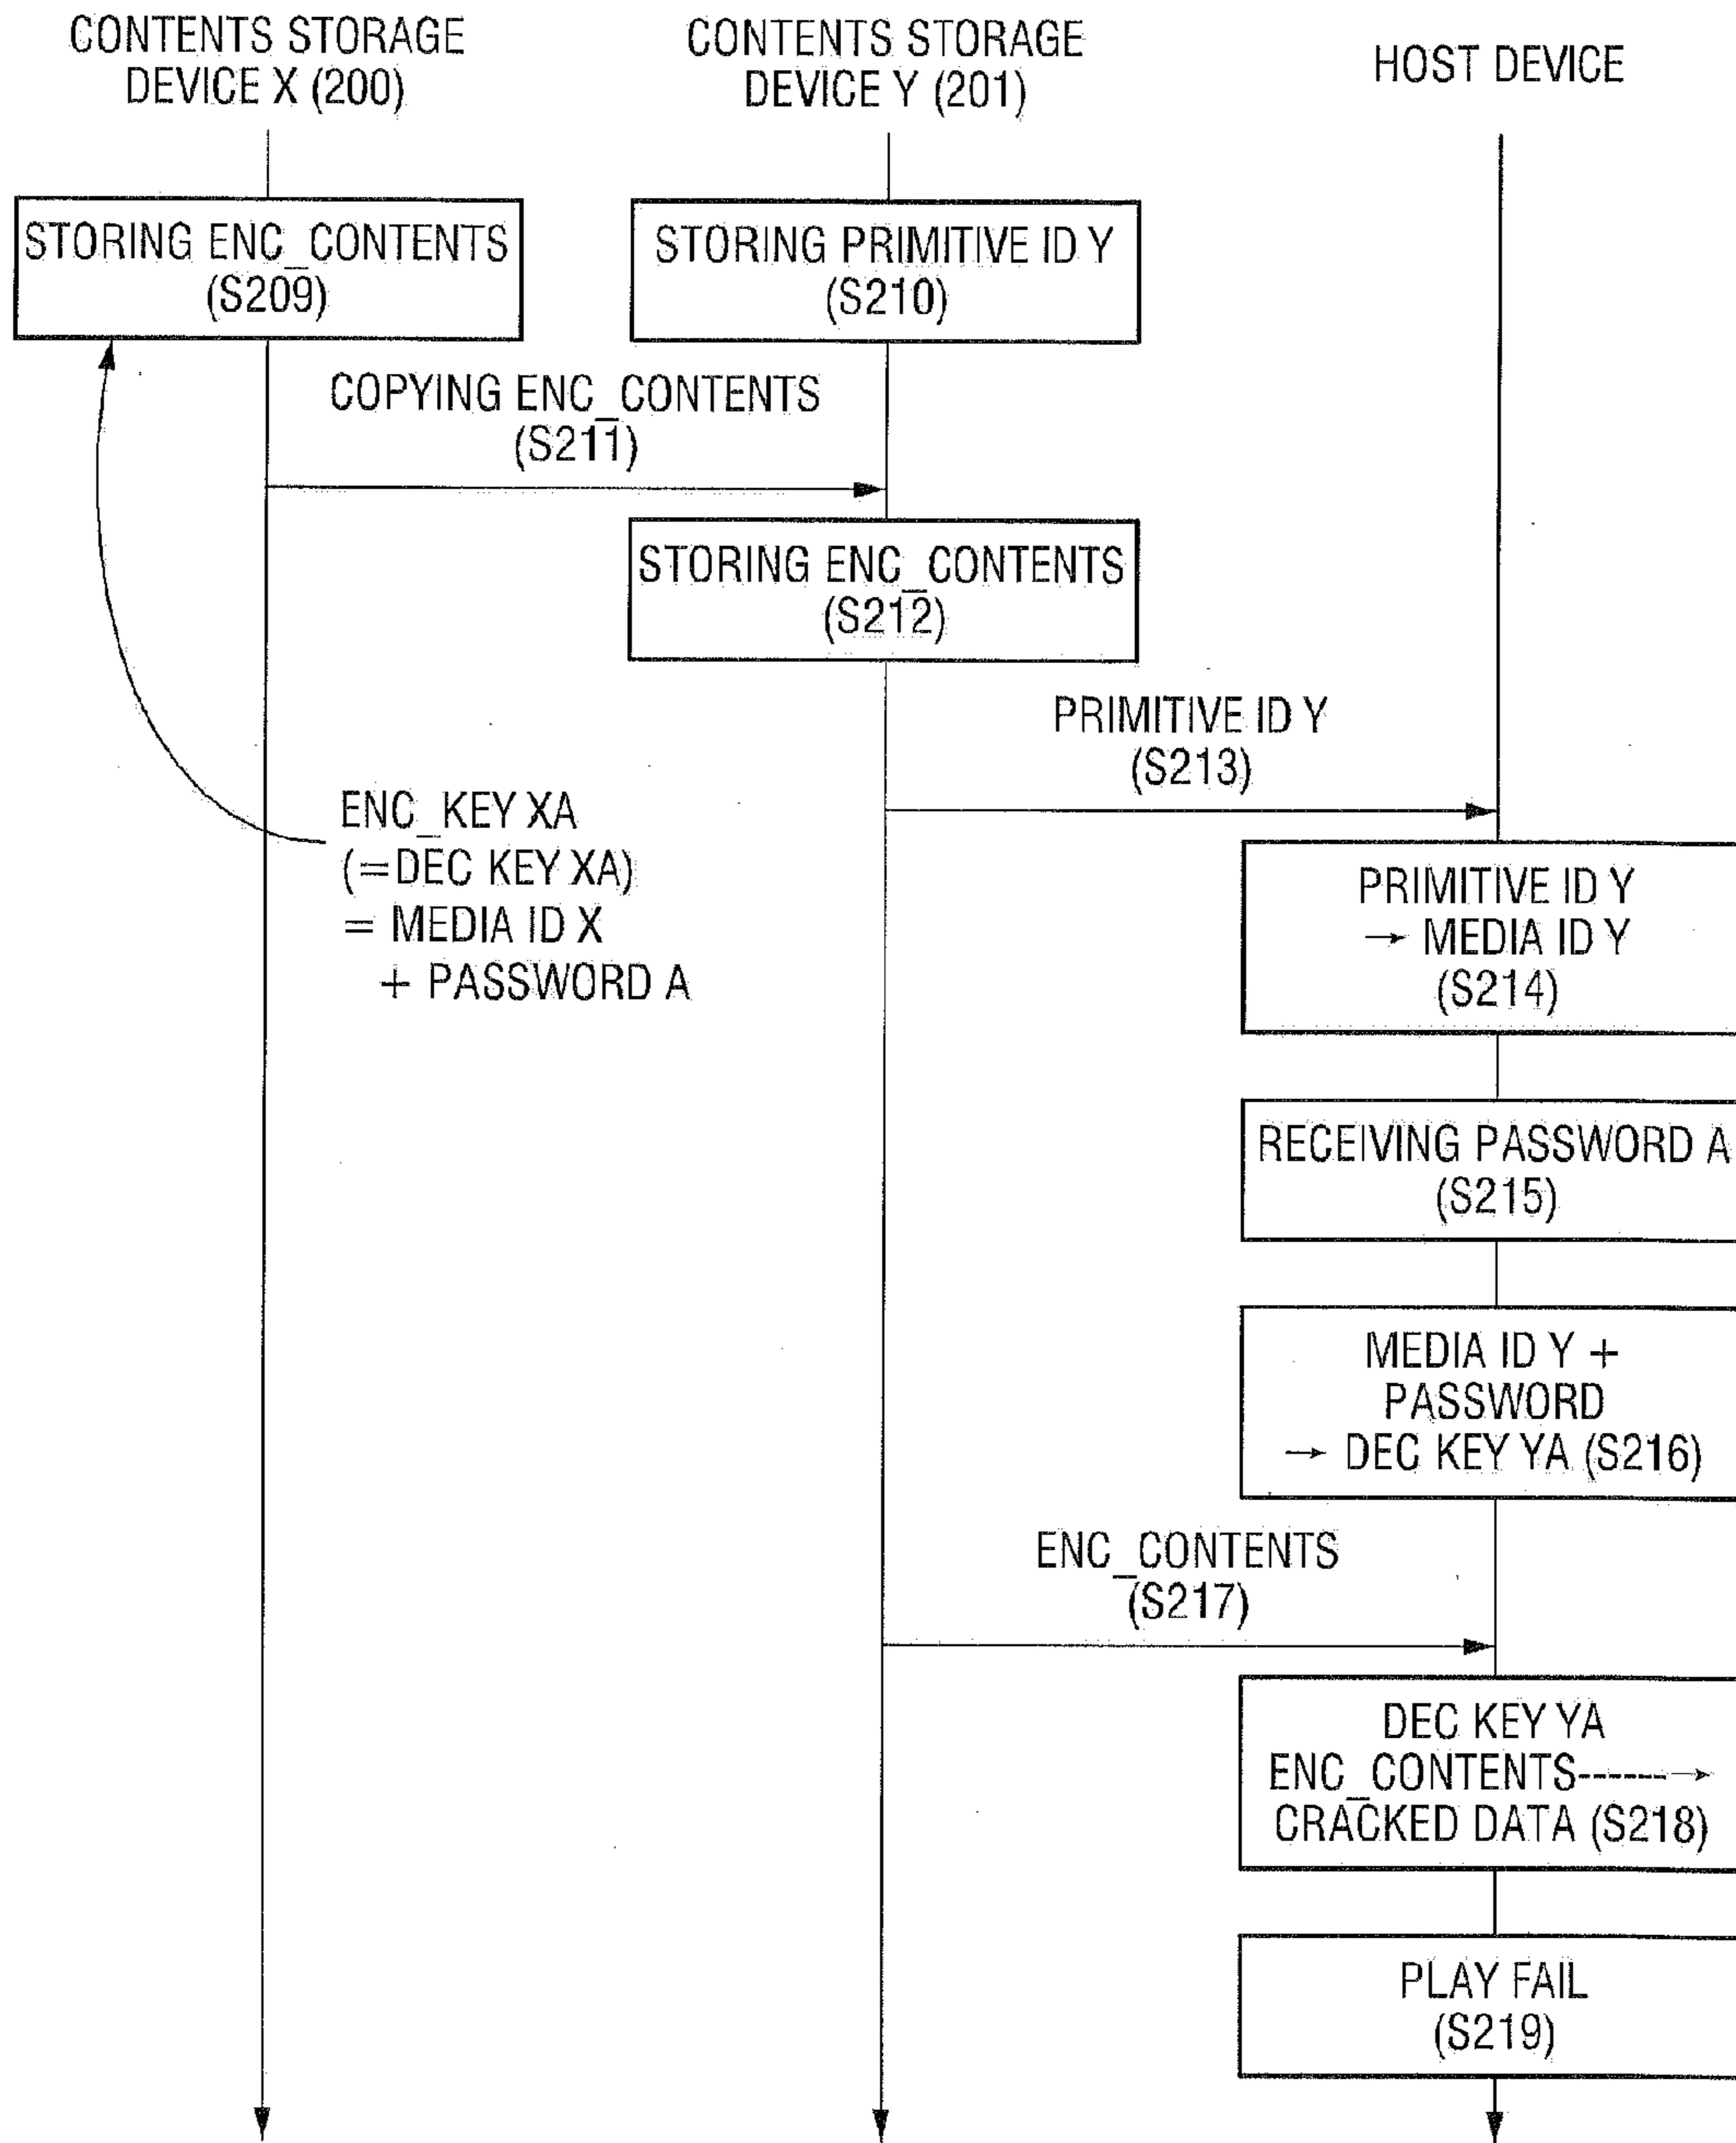 CONTENTS STORAGE
DEVICE X (200)
CONTENTS STORAGE
DEVICE Y (201)
HOST DEVICE
STORING ENC_CONTENTS
(S209)
STORING PRIMITIVE ID Y
(S210)
COPYING ENC_CONTENTS
(S211)
STORING ENC_CONTENTS
(S212)
PRIMITIVE ID Y
(S213)
ENC_KEY XA
(=DEC KEY XA)
= MEDIA ID X
+ PASSWORD A
PRIMITIVE ID Y
→ MEDIA ID Y
(S214)
RECEIVING PASSWORD A
(S215)
MEDIA ID Y +
PASSWORD
→ DEC KEY YA (S216)
ENC_CONTENTS
(S217)
DEC KEY YA
ENC_CONTENTS------→
CRACKED DATA (S218)
PLAY FAIL
(S219)